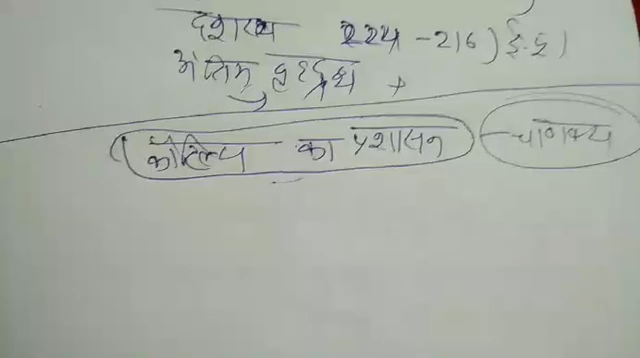 दशरथ 224 - 216) ई.पू।
अंतिम वृहद्रथ
कौटिल्य का प्रशासन - चाणक्य